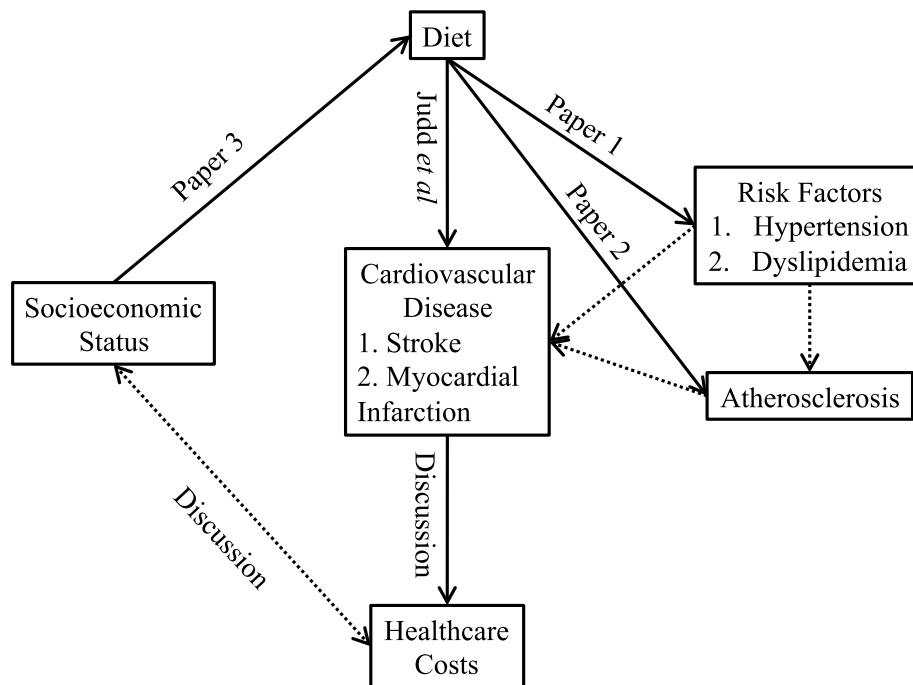 Diet
Paper 3
Judd et al
Paper 1
Paper 2
Risk Factors
1. Hypertension
2. Dyslipidemia
Socioeconomic
Status
Cardiovascular
Disease
1. Stroke
2. Myocardial
Infarction
Atherosclerosis
Discussion
Discussion
Healthcare
Costs